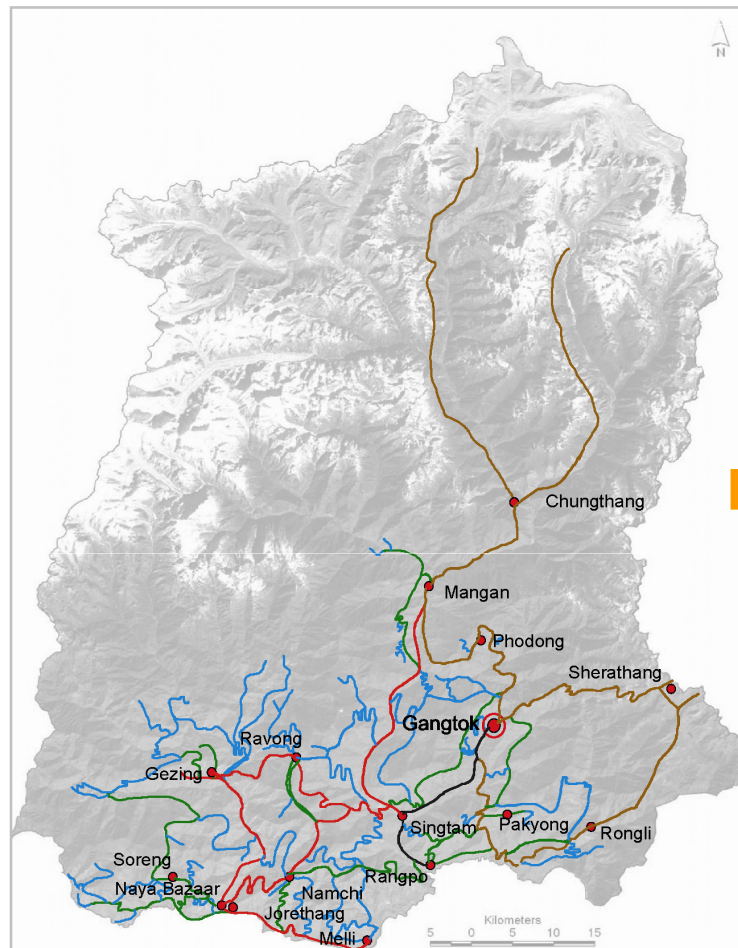 N
Chungthang
Mangan
Phodong
Sherathang
Gangtok
Ravong
Gezing
Singtam
Pakyong
Rongli
Soreng
Rangpo
Naya Bazaar
Namchi
Jorethang
Melli
Kilometers
5 0 5 10 15